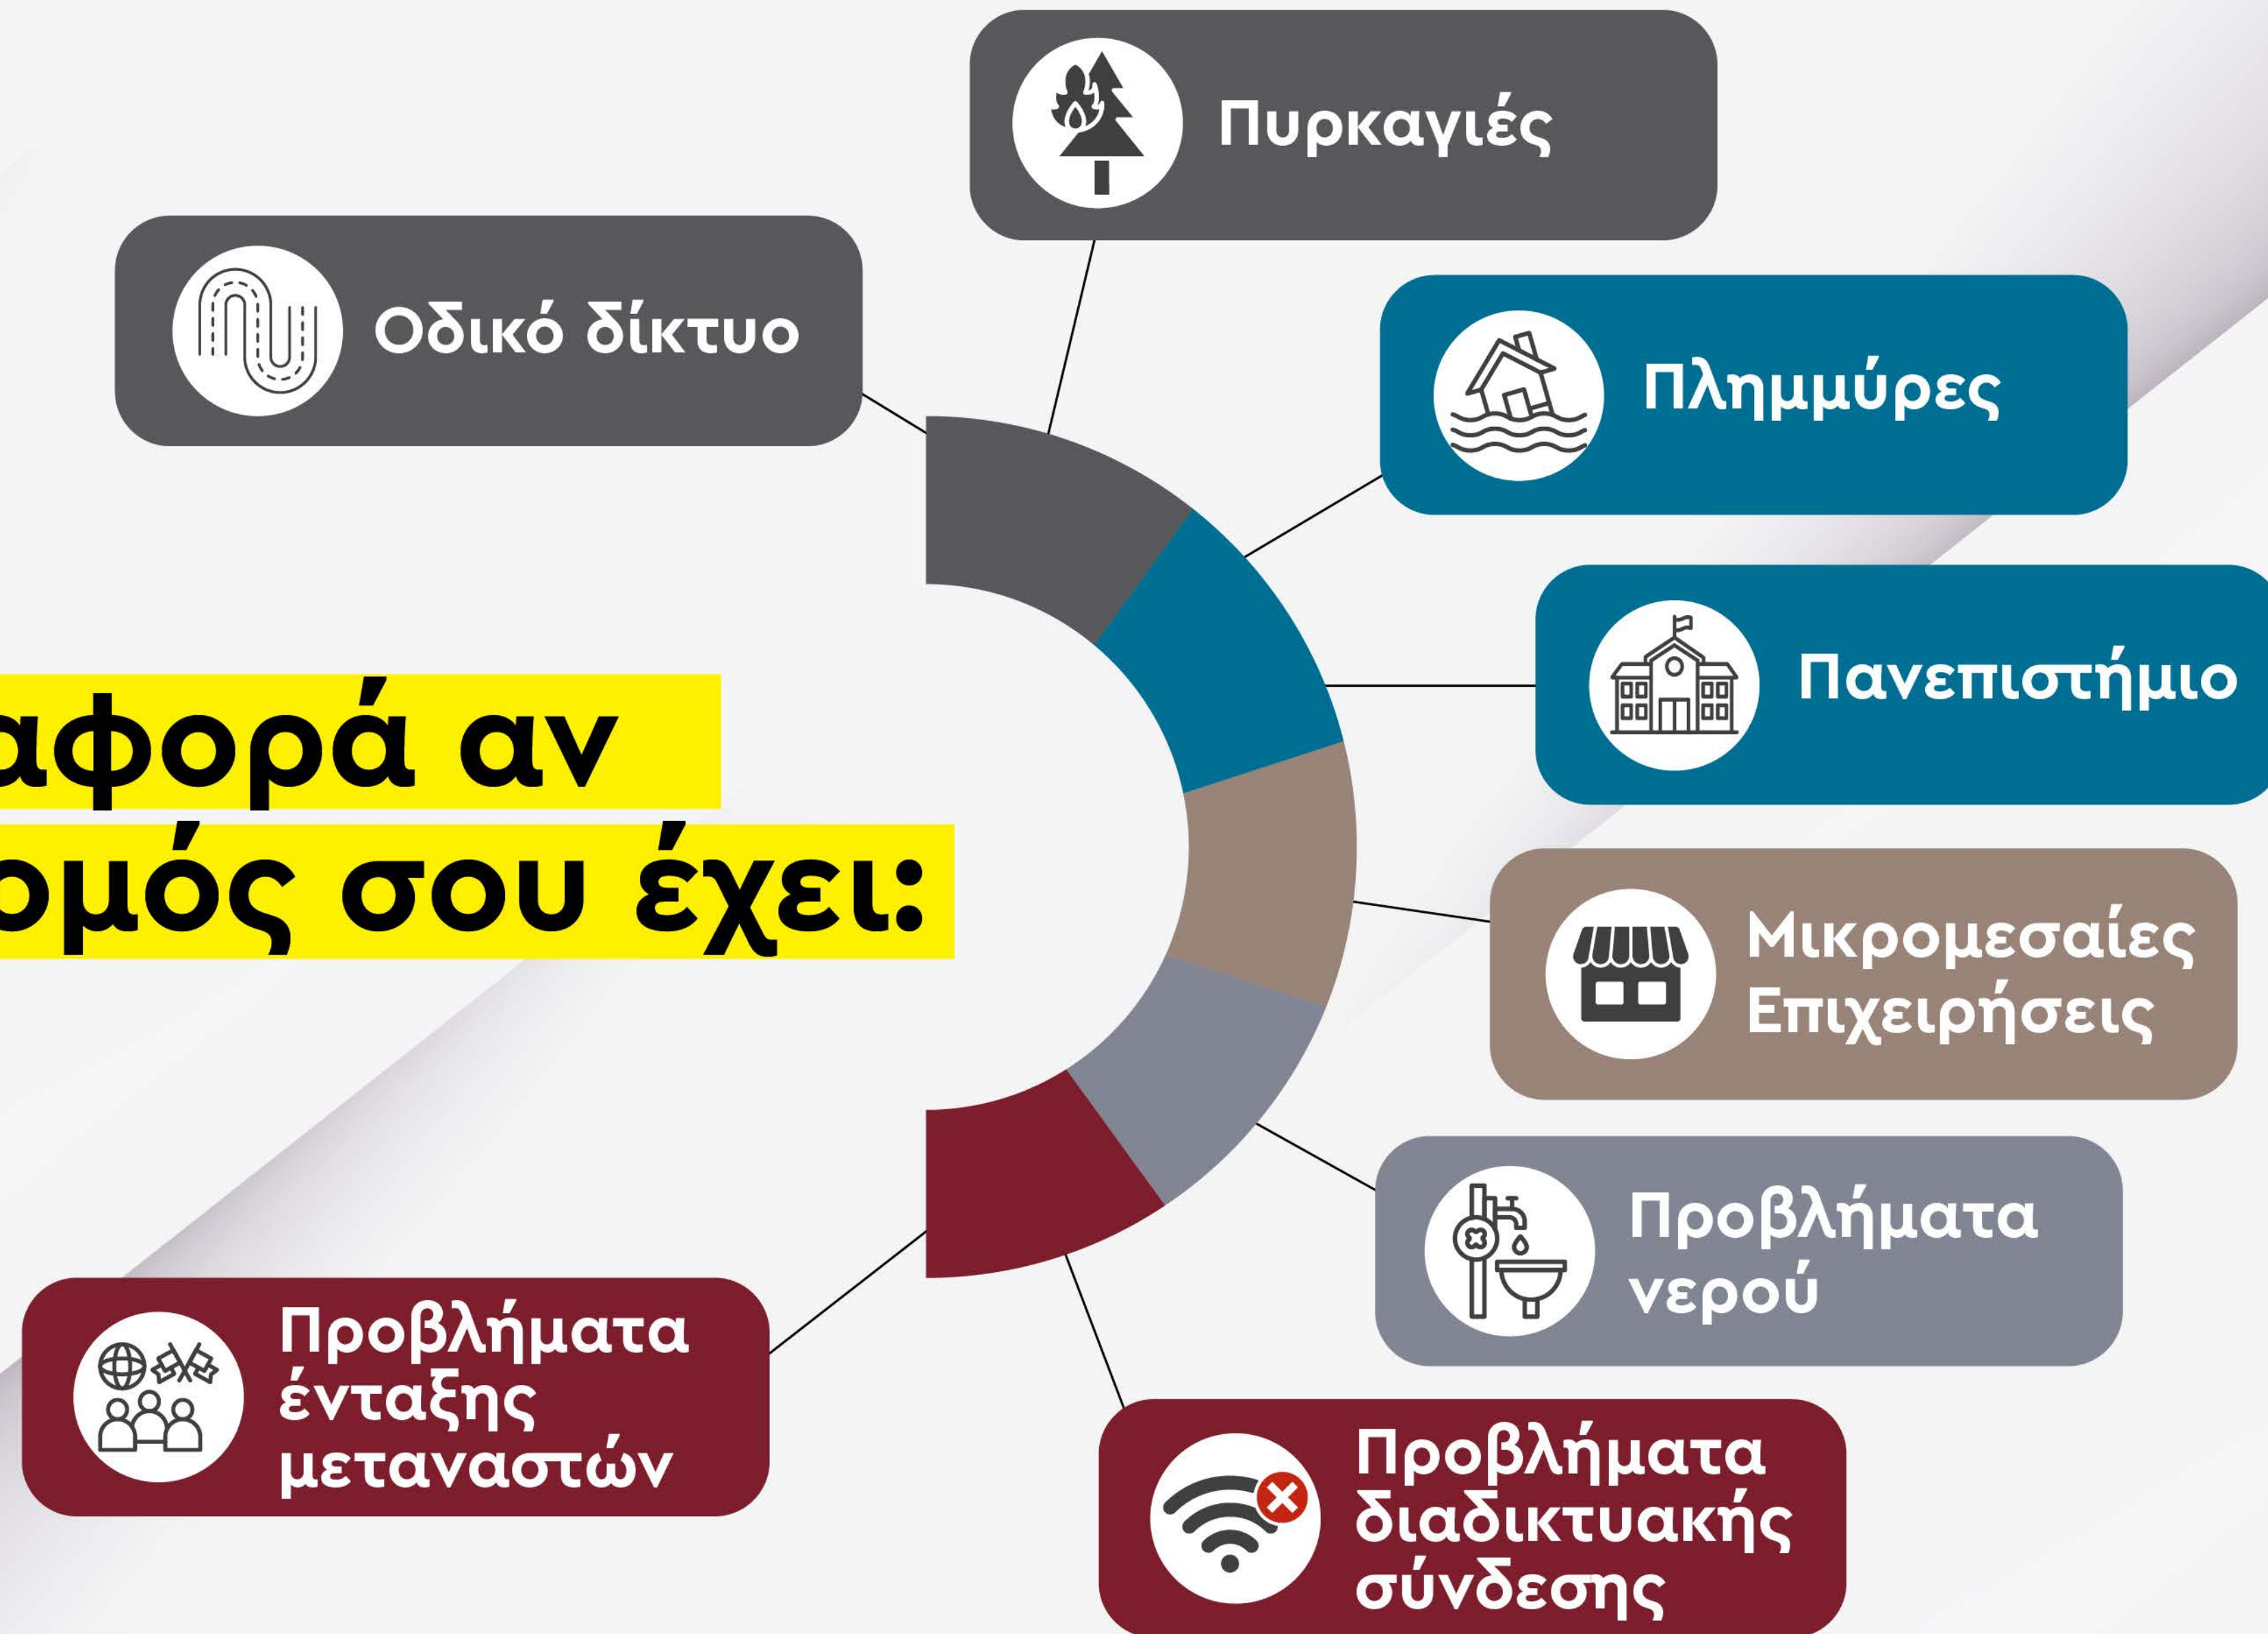 Πυρκαγιές
Οδικό δίκτυο
Πλημμύρες
Πανεπιστήμιο
αφορά αν
σου έχει:
Μικρομεσαίες
Επιχειρήσεις
Προβλήματα
νερού
Προβλήματα
ένταξης
μεταναστών
Προβλήματα
διαδικτυακής
σύνδεσης